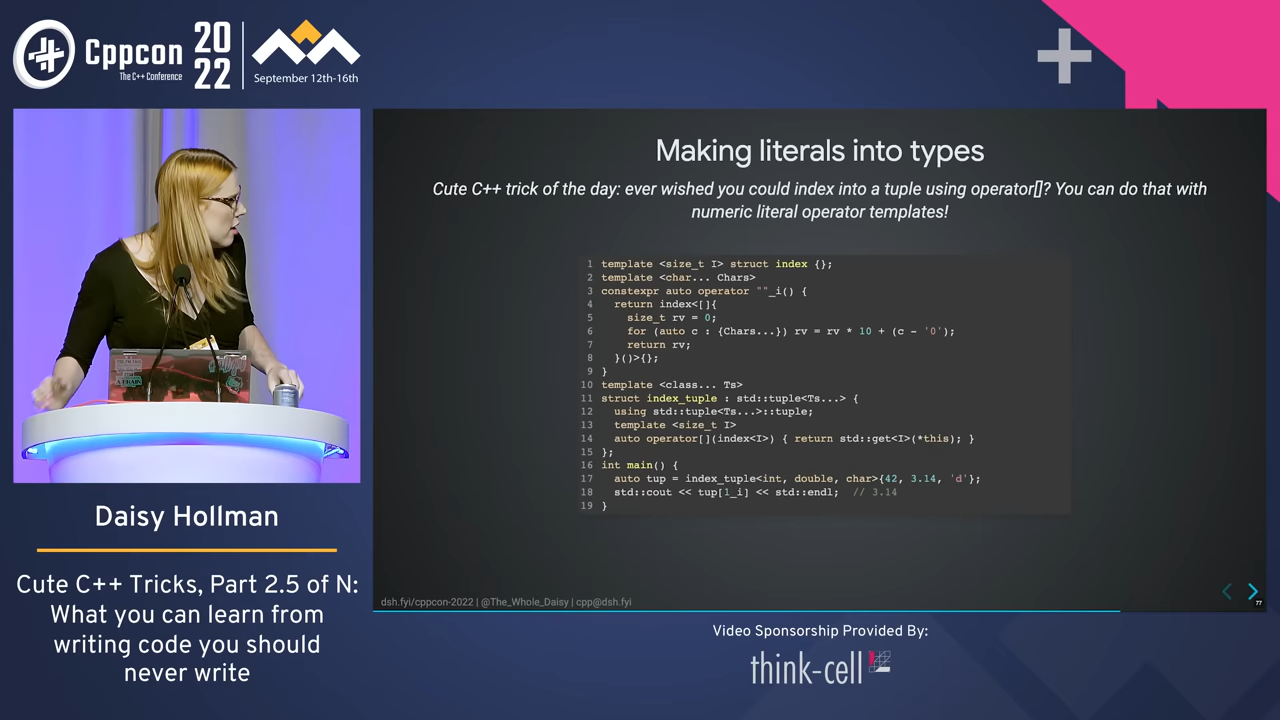 Cppcon
The C++ Conference
20
22
September 12th-16th
Making literals into types
Cute C++ trick of the day: ever wished you could index into a tuple using operator[]? You can do that with
numeric literal operator templates!
1 template <size_t I> struct index {};
2 template <char... Chars>
3 constexpr auto operator ""_i() {
4   return index<[]{
5     size_t rv = 0;
6     for (auto c : {Chars...}) rv = rv * 10 + (c - '0');
7     return rv;
8   }()>{};
9 }
10 template <class... Ts>
11 struct index_tuple : std::tuple<Ts...> {
12   using std::tuple<Ts...>::tuple;
13   template <size_t I>
14   auto operator[](index<I>) { return std::get<I>(*this); }
15 };
16 int main() {
17   auto tup = index_tuple<int, double, char>{42, 3.14, 'd'};
18   std::cout << tup[1_i] << std::endl;  // 3.14
19 }
dsh.fyi/cppcon-2022 | @The_Whole_Daisy | cpp@dsh.fyi
77
Daisy Hollman
Cute C++ Tricks, Part 2.5 of N:
What you can learn from
writing code you should
never write
Video Sponsorship Provided By:
think-cell